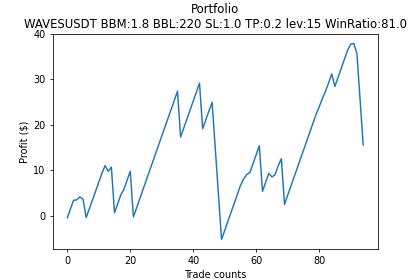 Portfolio
WAVESUSDT BBM:1.8 BBL:220 SL:1.0 TP:0.2 lev:15 WinRatio:81.0
40
30
20
10
0
Profit ($)
0 20 40 60 80
Trade counts